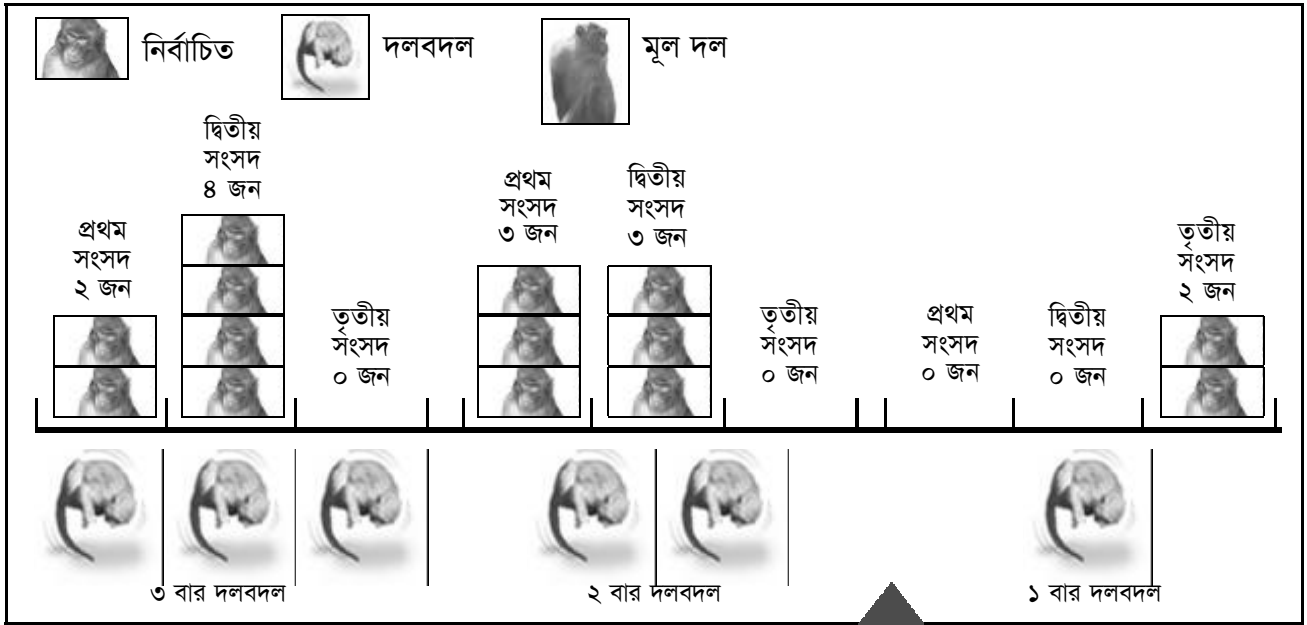 নির্বাচিত
দলবদল
মূল দল
প্রথম
সংসদ
২ জন
দ্বিতীয়
সংসদ
৪ জন
তৃতীয়
সংসদ
০ জন
প্রথম
সংসদ
৩ জন
দ্বিতীয়
সংসদ
৩ জন
তৃতীয়
সংসদ
০ জন
প্রথম
সংসদ
০ জন
দ্বিতীয়
সংসদ
০ জন
তৃতীয়
সংসদ
২ জন
৩ বার দলবদল
২ বার দলবদল
১ বার দলবদল